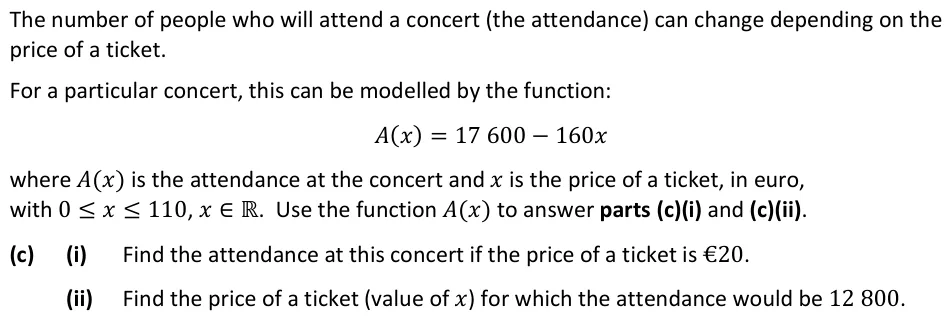 The number of people who will attend a concert (the attendance) can change depending on the
price of a ticket.
For a particular concert, this can be modelled by the function:
A(x) = 17 600 − 160x
where A(x) is the attendance at the concert and x is the price of a ticket, in euro,
with 0 ≤ x ≤ 110, x ∈ ℝ. Use the function A(x) to answer parts (c)(i) and (c)(ii).
(c) (i) Find the attendance at this concert if the price of a ticket is €20.
(ii) Find the price of a ticket (value of x) for which the attendance would be 12 800.